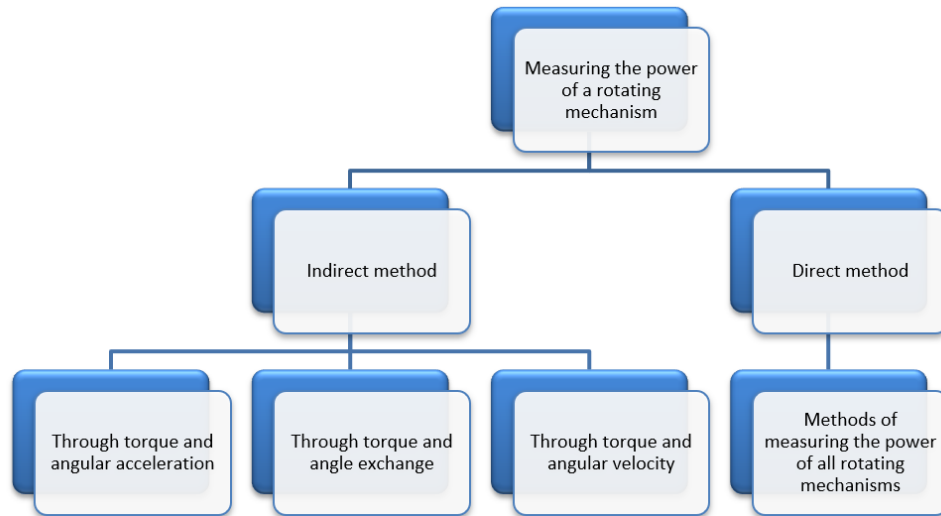 Measuring the power
of a rotating
mechanism
Indirect method
Direct method
Through torque and
angular acceleration
Through torque and
angle exchange
Through torque and
angular velocity
Methods of
measuring the power
of all rotating
mechanisms